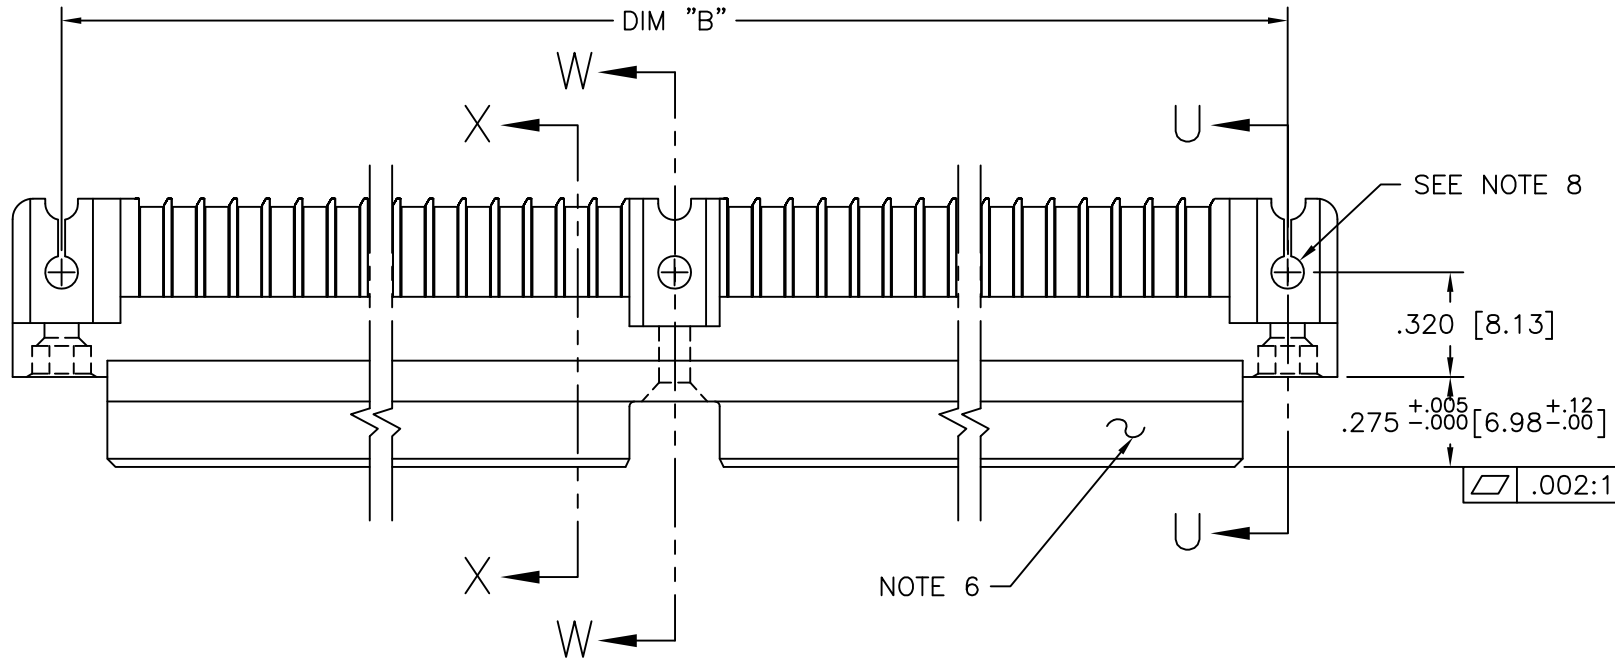 DIM "B"
W
X
U
SEE NOTE 8
.320 [8.13]
.275 +.005 -.000 [6.98 +.12 -.00]
.002:1
U
X
NOTE 6
W